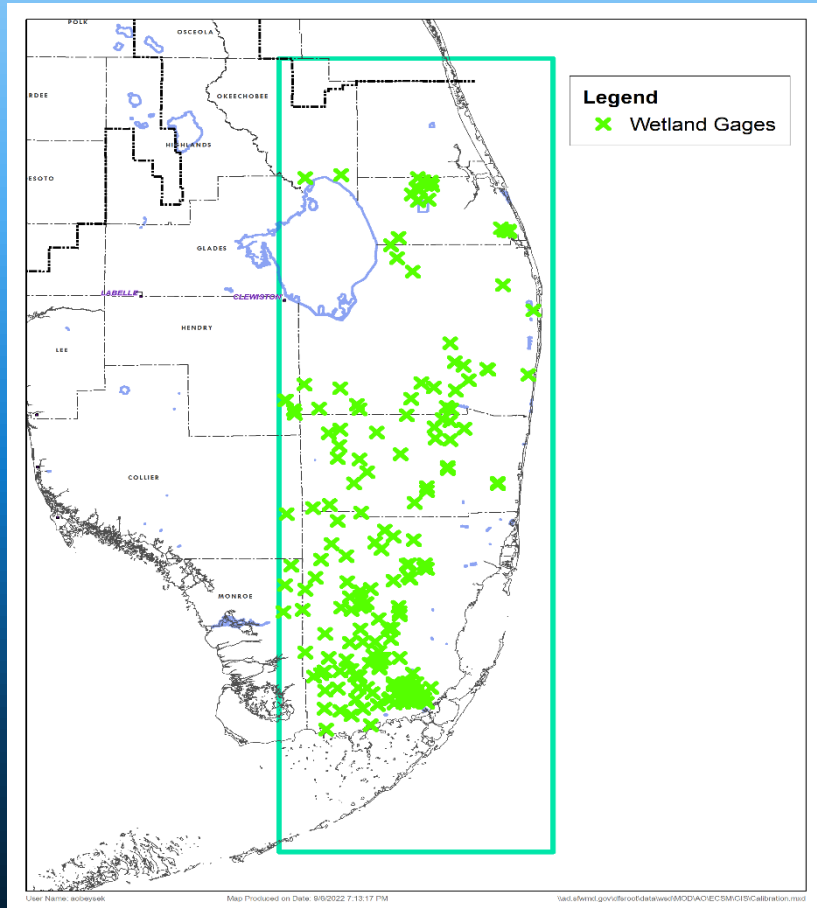 POLK
OSCEOLA
Legend
Wetland Gages
RDEE
OKEECHOBEE
HIGHLANDS
ESOTO
GLADES
LABELLE
CLEWISTON
HENDRY
LEE
COLLIER
MONROE
User Name: aobeysek
Map Produced on Date: 9/6/2022 7:13:17 PM